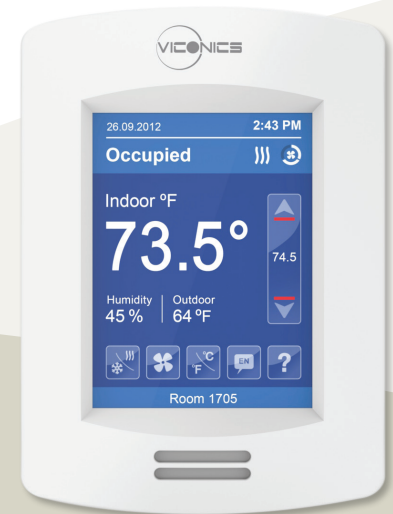 VICONICS
26.09.2012 2:43 PM
Occupied
Indoor ºF
73.5°
74.5
Humidity Outdoor
45 % 64 ºF
°C
°F EN ?
Room 1705